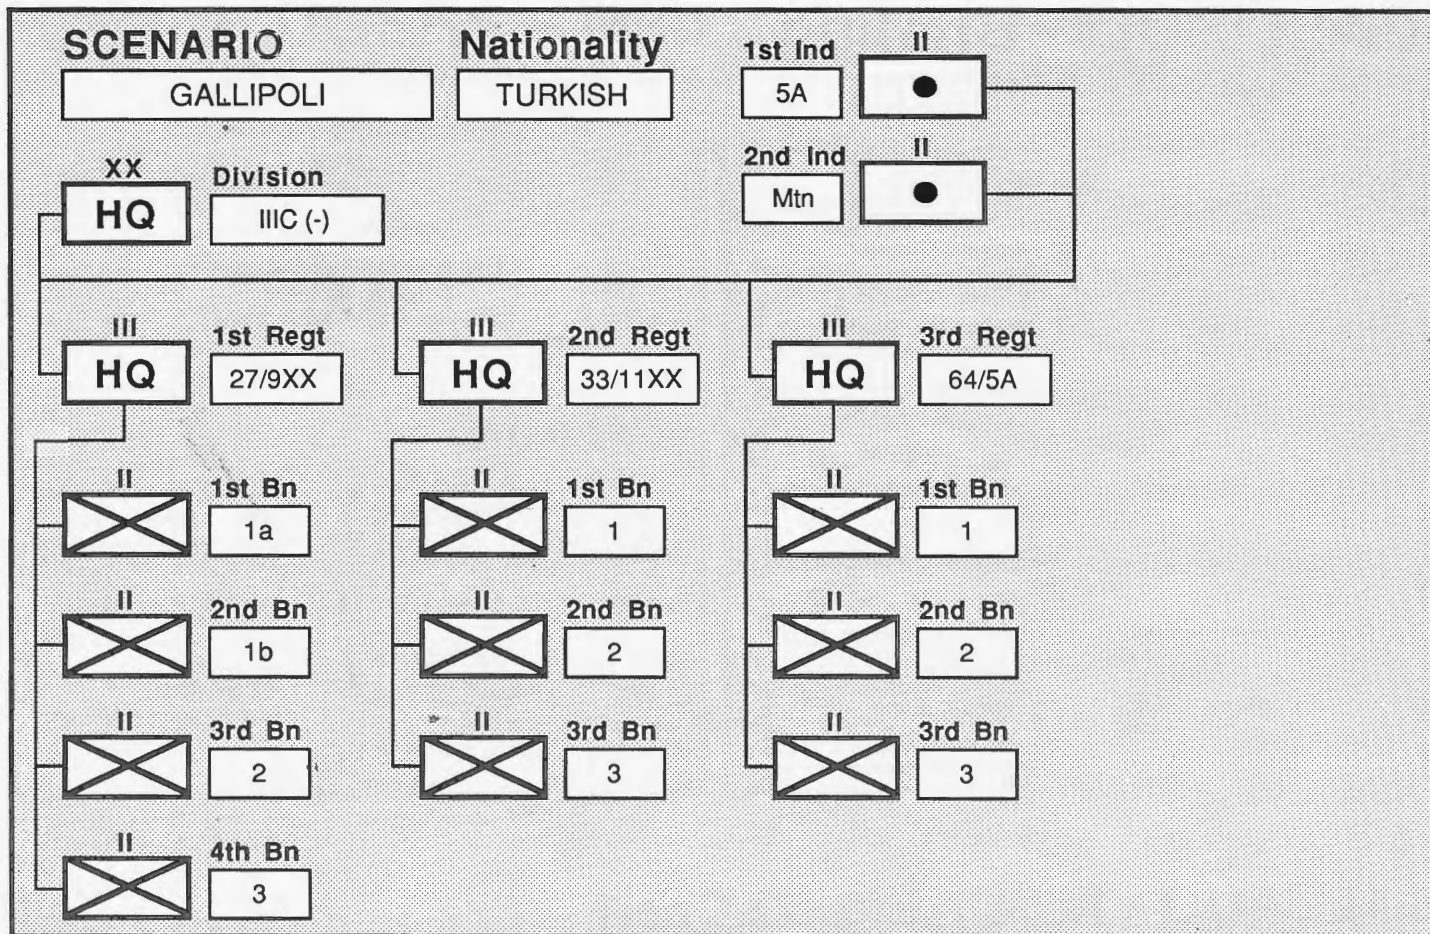 SCENARIO
GALLIPOLI
Nationality
TURKISH
1st Ind
5A
II
2nd Ind
Mtn
II
XX
HQ
Division
IIIC (-)
III
HQ
1st Regt
27/9XX
III
HQ
2nd Regt
33/11XX
III
HQ
3rd Regt
64/5A
II
1st Bn
1a
II
1st Bn
1
II
1st Bn
1
II
2nd Bn
1b
II
2nd Bn
2
II
2nd Bn
2
II
3rd Bn
2
II
3rd Bn
3
II
3rd Bn
3
II
4th Bn
3